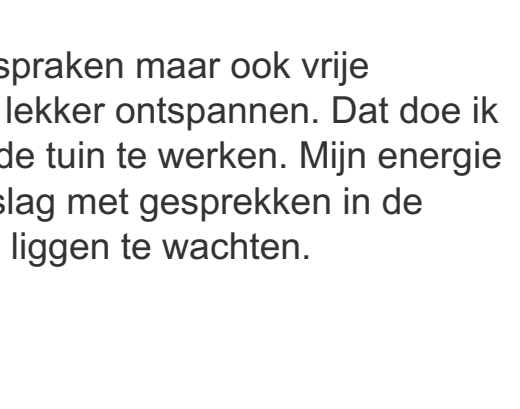 spraken maar ook vrije
lekker ontspannen. Dat doe ik
de tuin te werken. Mijn energie
slag met gesprekken in de
liggen te wachten.